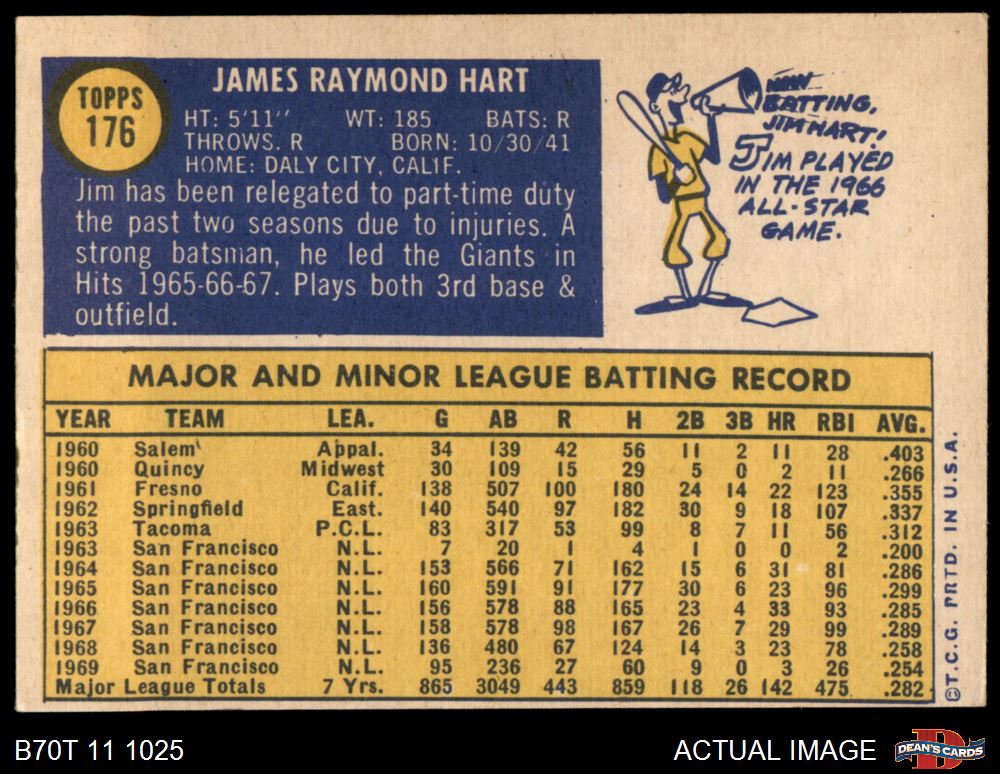 TOPPS
176
JAMES RAYMOND HART
HT: 5'11" WT: 185 BATS: R
THROWS. R BORN: 10/30/41
HOME: DALY CITY, CALIF.
Jim has been relegated to part-time duty
the past two seasons due to injuries. A
strong batsman, he led the Giants in
Hits 1965-66-67. Plays both 3rd base &
outfield.
NOW
BATTING,
JIM HART!
JIM PLAYED
IN THE 1966
ALL-STAR
GAME.
MAJOR AND MINOR LEAGUE BATTING RECORD
YEAR TEAM LEA. G AB R H 2B 3B HR RBI AVG.
1960 Salem Appal. 34 139 42 56 11 2 11 28 .403
1960 Quincy Midwest 30 109 15 29 5 0 2 11 .266
1961 Fresno Calif. 138 507 100 180 24 14 22 123 .355
1962 Springfield East. 140 540 97 182 30 9 18 107 .337
1963 Tacoma P.C.L. 83 317 53 99 8 7 11 56 .312
1963 San Francisco N.L. 7 20 1 4 1 0 0 2 .200
1964 San Francisco N.L. 153 566 71 162 15 6 31 81 .286
1965 San Francisco N.L. 160 591 91 177 30 6 23 96 .299
1966 San Francisco N.L. 156 578 88 165 23 4 33 93 .285
1967 San Francisco N.L. 158 578 98 167 26 7 29 99 .289
1968 San Francisco N.L. 136 480 67 124 14 3 23 78 .258
1969 San Francisco N.L. 95 236 27 60 9 0 3 26 .254
Major League Totals 7 Yrs. 865 3049 443 859 118 26 142 475 .282
©T.C.G. PRTD. IN U.S.A.
B70T 11 1025
ACTUAL IMAGE
D
DEAN'S CARDS